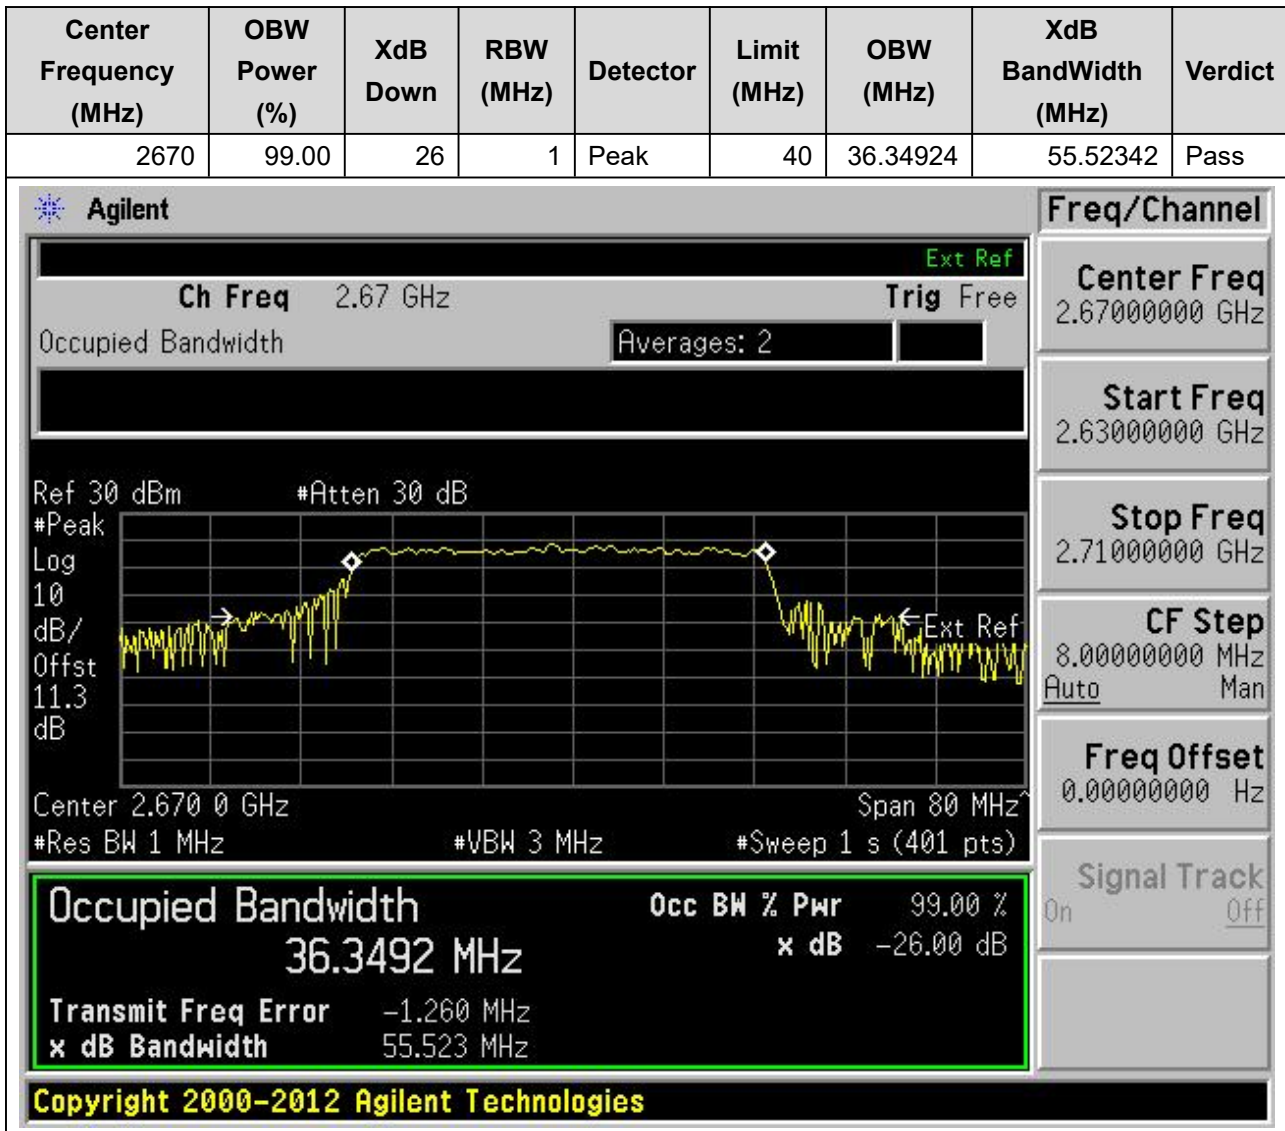 Center Frequency (MHz) OBW Power (%) XdB Down RBW (MHz) Detector Limit (MHz) OBW (MHz) XdB BandWidth (MHz) Verdict
2670 99.00 26 1 Peak 40 36.34924 55.52342 Pass
Agilent
Freq/Channel
Ext Ref
Ch Freq 2.67 GHz Trig Free
Occupied Bandwidth Averages: 2
Center Freq
2.67000000 GHz
Start Freq
2.63000000 GHz
Stop Freq
2.71000000 GHz
CF Step
8.00000000 MHz
Auto Man
Freq Offset
0.00000000 Hz
Signal Track
On Off
Ref 30 dBm #Atten 30 dB
#Peak
Log
10
dB/
Offst
11.3
dB
Ext Ref
Center 2.670 0 GHz Span 80 MHz^
#Res BW 1 MHz #VBW 3 MHz #Sweep 1 s (401 pts)
Occupied Bandwidth
36.3492 MHz
Occ BW % Pwr 99.00 %
x dB -26.00 dB
Transmit Freq Error -1.260 MHz
x dB Bandwidth 55.523 MHz
Copyright 2000-2012 Agilent Technologies